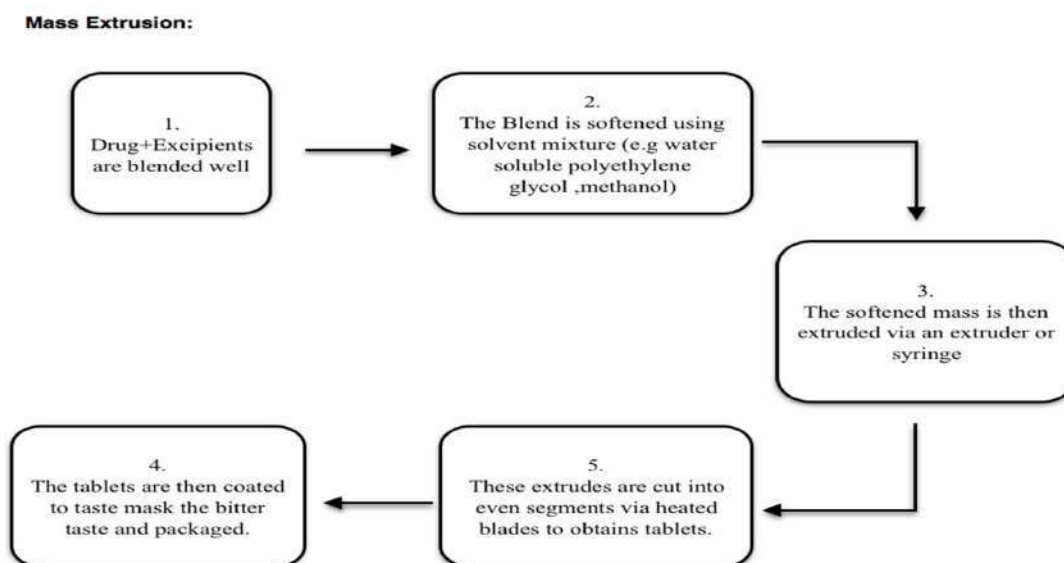 Mass Extrusion:
1.
Drug+Excipients
are blended well
2.
The Blend is softened using
solvent mixture (e.g water
soluble polyethylene
glycol ,methanol)
3.
The softened mass is then
extruded via an extruder or
syringe
5.
These extrudes are cut into
even segments via heated
blades to obtains tablets.
4.
The tablets are then coated
to taste mask the bitter
taste and packaged.